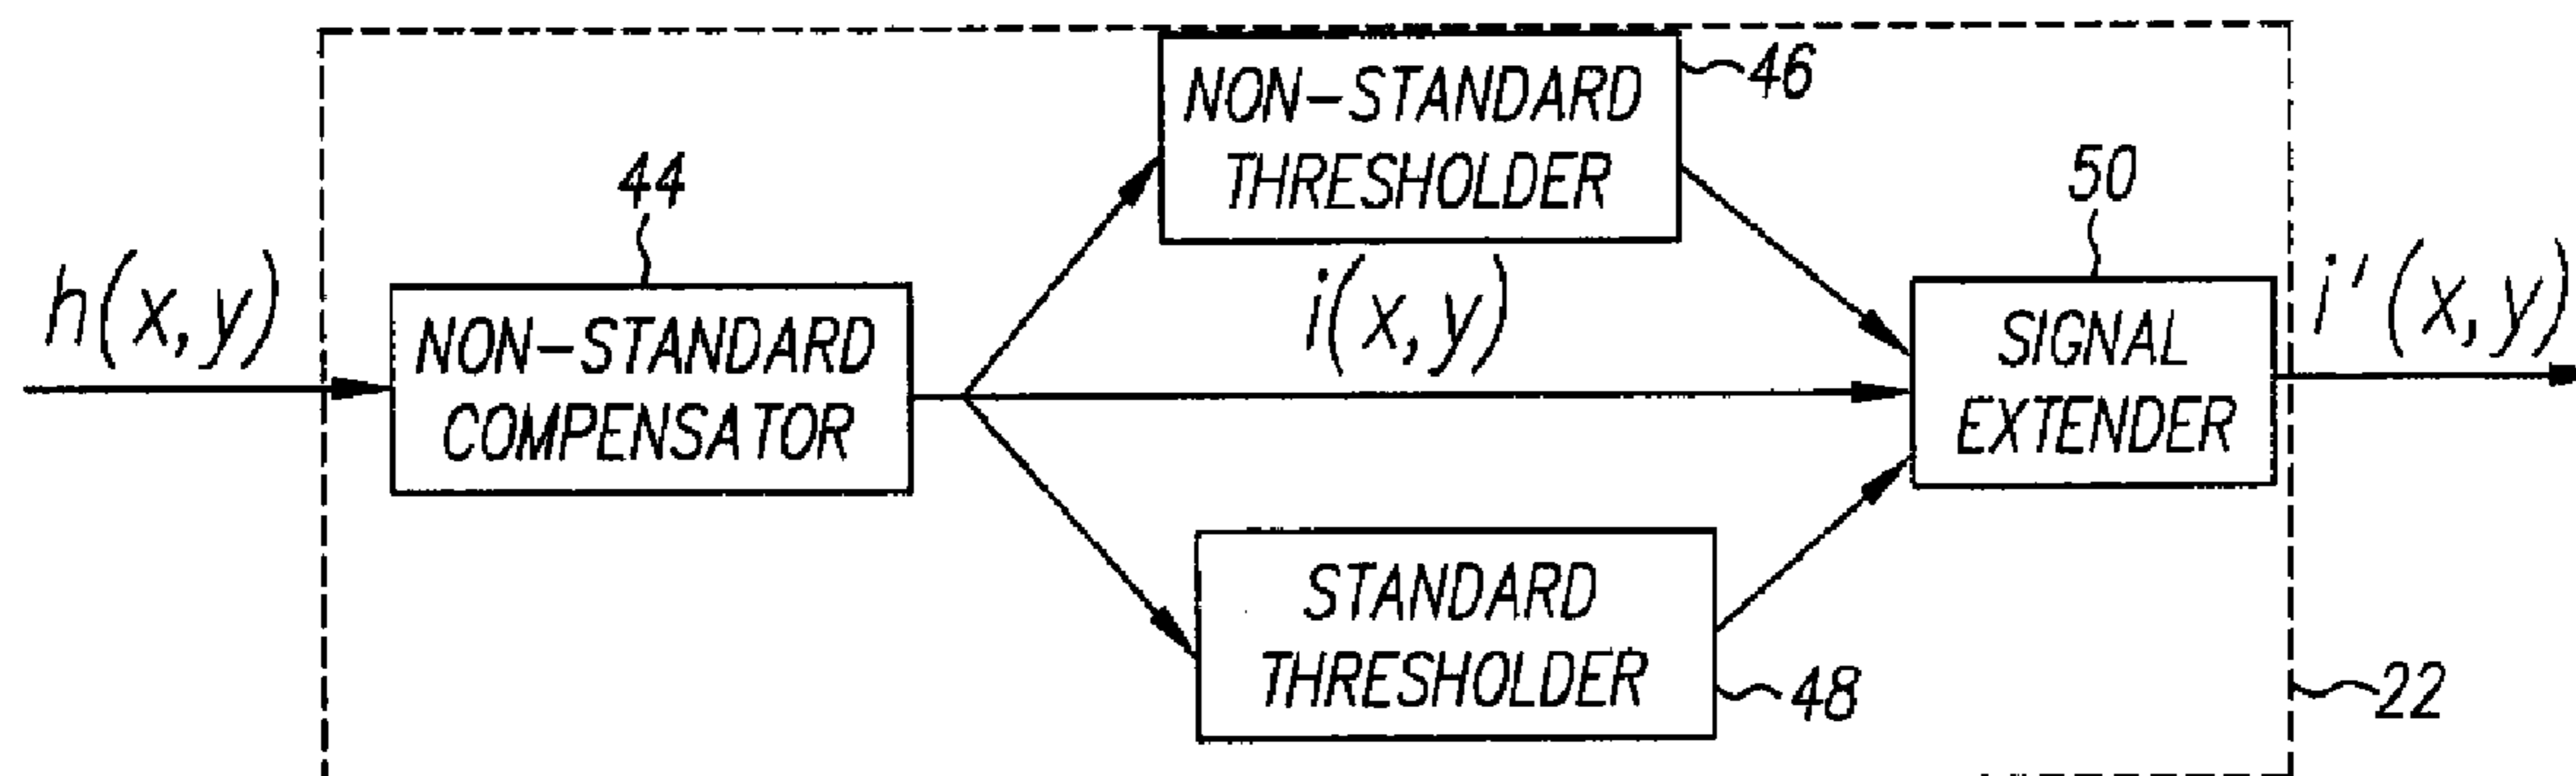 46
NON-STANDARD
THRESHOLDER
44
50
h(x,y)
i(x,y)
i'(x,y)
NON-STANDARD
COMPENSATOR
SIGNAL
EXTENDER
STANDARD
THRESHOLDER
48
22